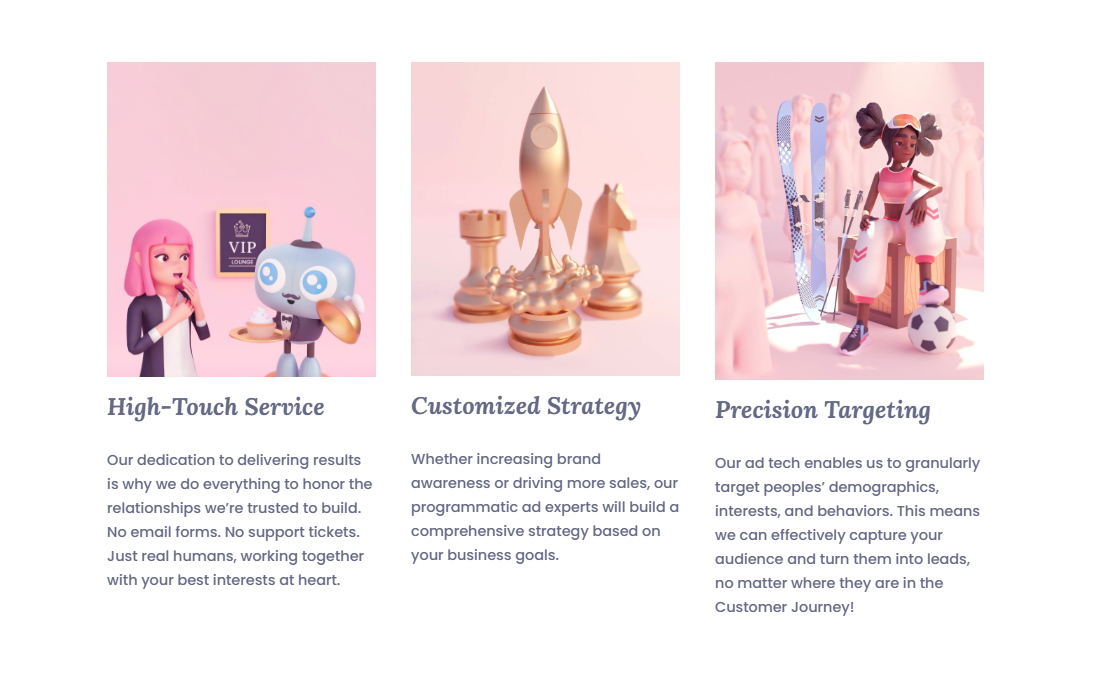 VIP
LOUNGE
High-Touch Service
Our dedication to delivering results
is why we do everything to honor the
relationships we’re trusted to build.
No email forms. No support tickets.
Just real humans, working together
with your best interests at heart.
Customized Strategy
Whether increasing brand
awareness or driving more sales, our
programmatic ad experts will build a
comprehensive strategy based on
your business goals.
Precision Targeting
Our ad tech enables us to granularly
target peoples’ demographics,
interests, and behaviors. This means
we can effectively capture your
audience and turn them into leads,
no matter where they are in the
Customer Journey!